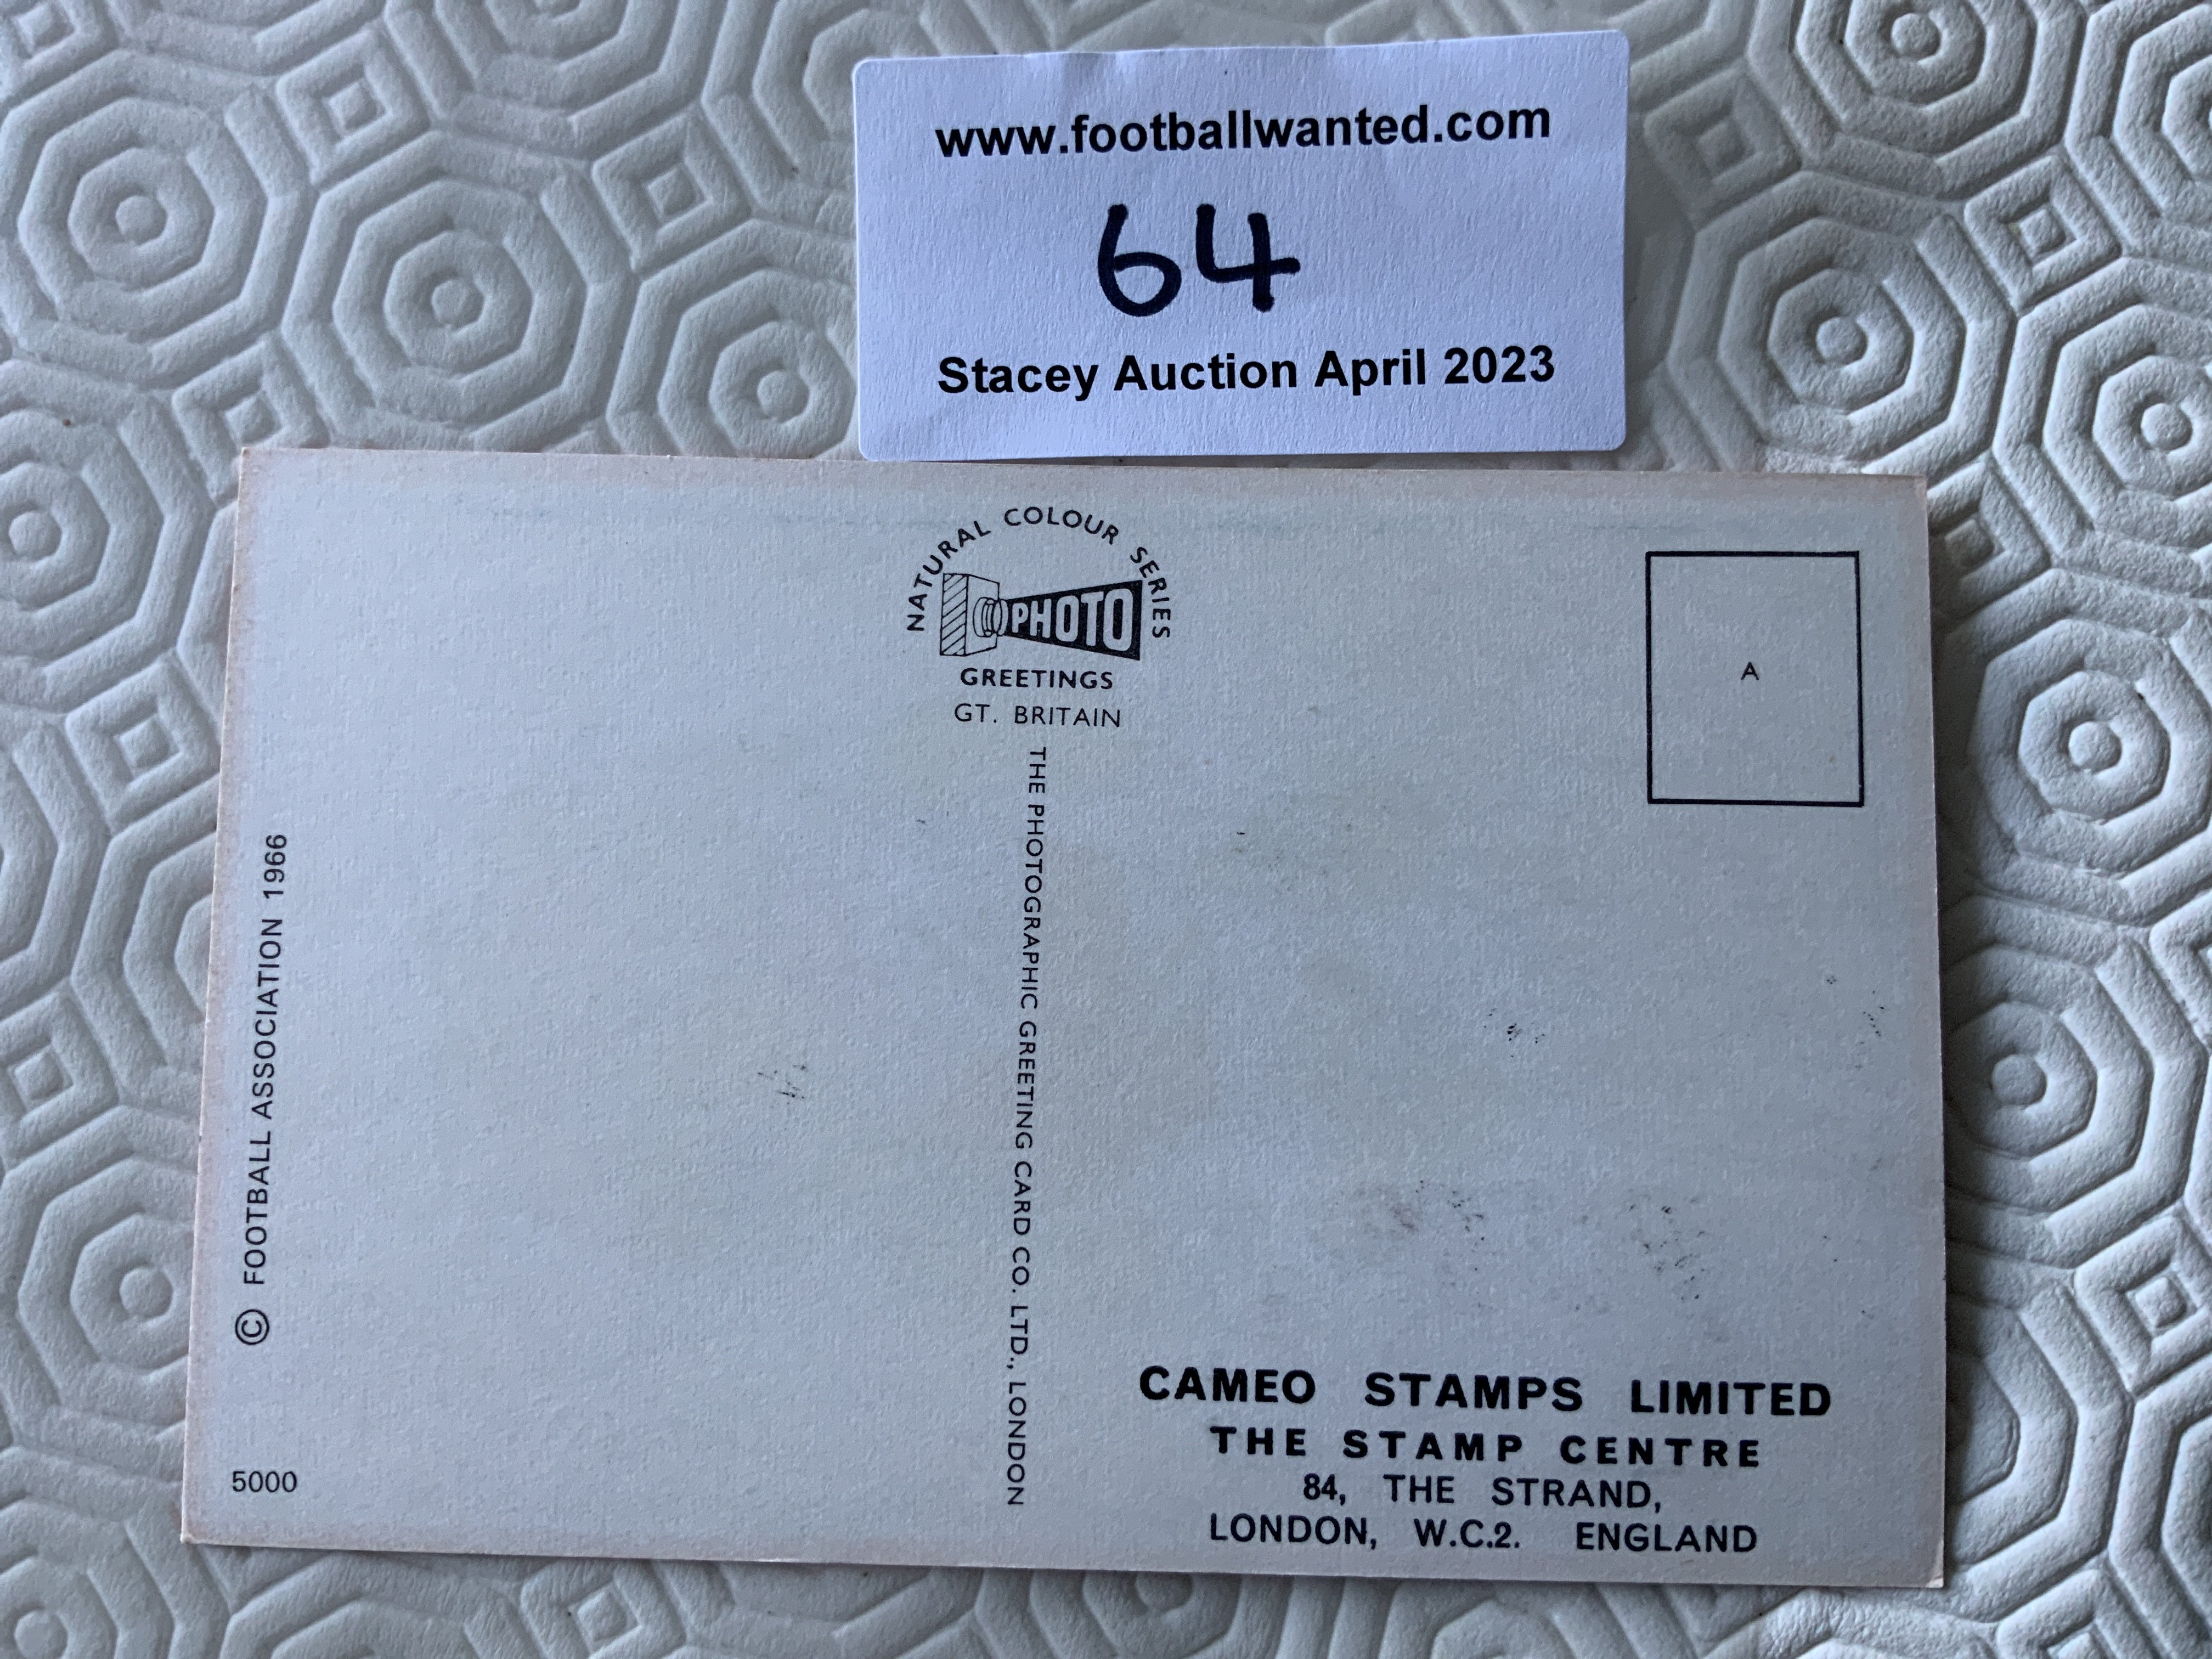 www.footballwanted.com
64
Stacey Auction April 2023
NATURAL COLOUR SERIES
PHOTO
GREETINGS
GT. BRITAIN
A
THE PHOTOGRAPHIC GREETING CARD CO. LTD., LONDON
© FOOTBALL ASSOCIATION 1966
5000
CAMEO STAMPS LIMITED
THE STAMP CENTRE
84, THE STRAND,
LONDON, W.C.2. ENGLAND